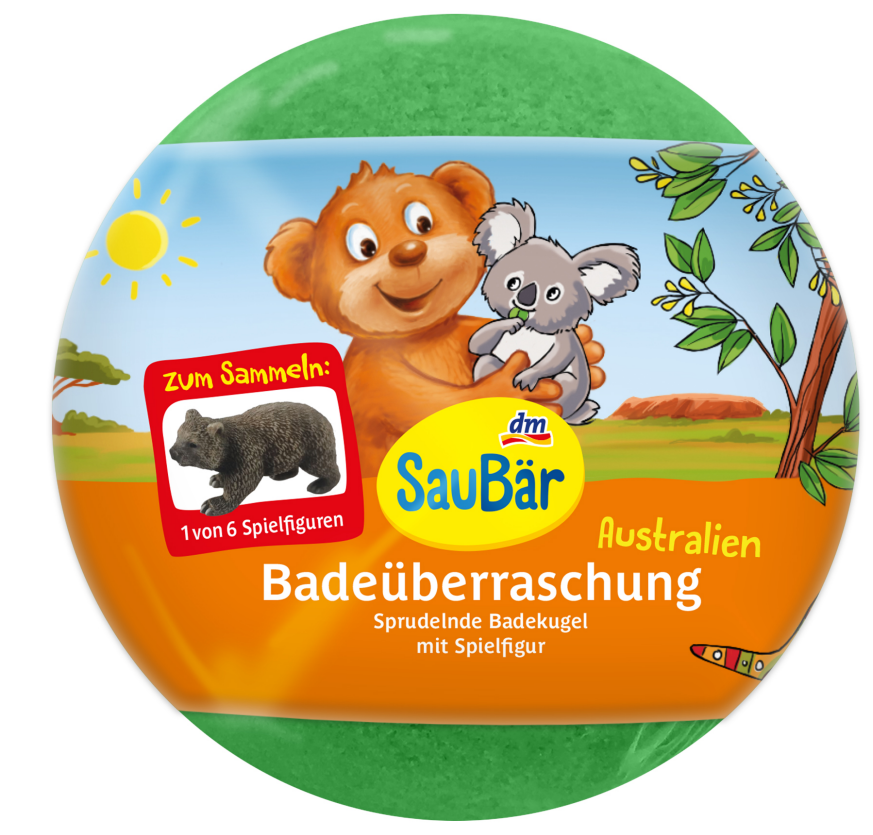 zum Sammeln:
1 von 6 Spielfiguren
dm
SauBär
Australien
Badeüberraschung
Sprudelnde Badekugel
mit Spielfigur